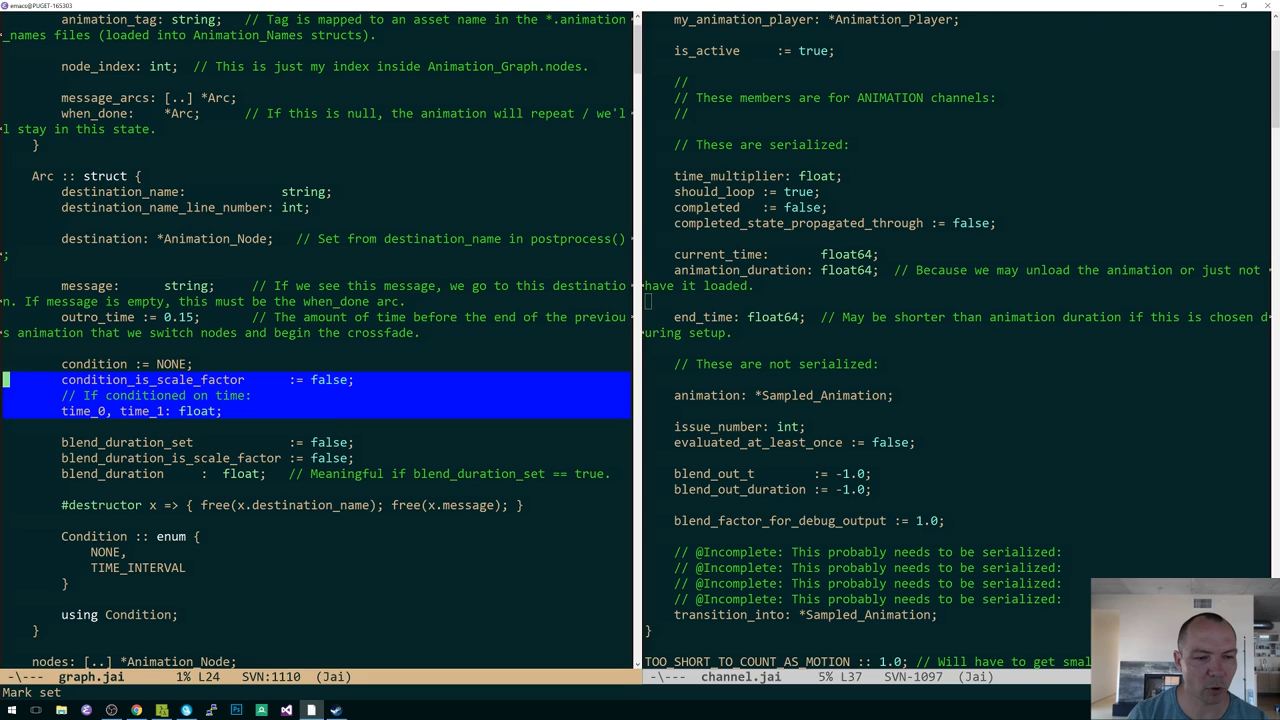 emacs@PUGET-165303
animation_tag: string;  // Tag is mapped to an asset name in the *.animation
_names files (loaded into Animation_Names structs).
node_index: int;  // This is just my index inside Animation_Graph.nodes.
message_arcs: [..] *Arc;
when_done:    *Arc;      // If this is null, the animation will repeat / we'l
l stay in this state.
}
Arc :: struct {
destination_name:             string;
destination_name_line_number: int;
destination: *Animation_Node;   // Set from destination_name in postprocess()
;
message:      string;    // If we see this message, we go to this destinatio
n. If message is empty, this must be the when_done arc.
outro_time := 0.15;      // The amount of time before the end of the previou
s animation that we switch nodes and begin the crossfade.
condition := NONE;
condition_is_scale_factor      := false;
// If conditioned on time:
time_0, time_1: float;
blend_duration_set             := false;
blend_duration_is_scale_factor := false;
blend_duration     :  float;   // Meaningful if blend_duration_set == true.
#destructor x => { free(x.destination_name); free(x.message); }
Condition :: enum {
NONE,
TIME_INTERVAL
}
using Condition;
}
nodes: [..] *Animation_Node;
-\---  graph.jai       1% L24    SVN:1110  (Jai)
my_animation_player: *Animation_Player;
is_active     := true;
//
// These members are for ANIMATION channels:
//
// These are serialized:
time_multiplier: float;
should_loop := true;
completed   := false;
completed_state_propagated_through := false;
current_time:       float64;
animation_duration: float64;  // Because we may unload the animation or just not
have it loaded.
end_time: float64;  // May be shorter than animation duration if this is chosen d
uring setup.
// These are not serialized:
animation: *Sampled_Animation;
issue_number: int;
evaluated_at_least_once := false;
blend_out_t        := -1.0;
blend_out_duration := -1.0;
blend_factor_for_debug_output := 1.0;
// @Incomplete: This probably needs to be serialized:
// @Incomplete: This probably needs to be serialized:
// @Incomplete: This probably needs to be serialized:
// @Incomplete: This probably needs to be serialized:
transition_into: *Sampled_Animation;
}
TOO_SHORT_TO_COUNT_AS_MOTION :: 1.0; // Will have to get smal
-\---  channel.jai     5% L37    SVN-1097  (Jai)
Mark set